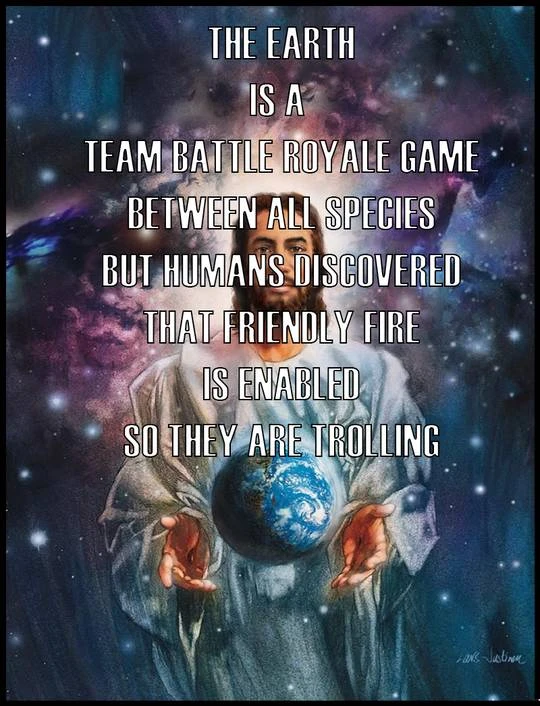 THE EARTH
IS A
TEAM BATTLE ROYALE GAME
BETWEEN ALL SPECIES
BUT HUMANS DISCOVERED
THAT FRIENDLY FIRE
IS ENABLED
SO THEY ARE TROLLING